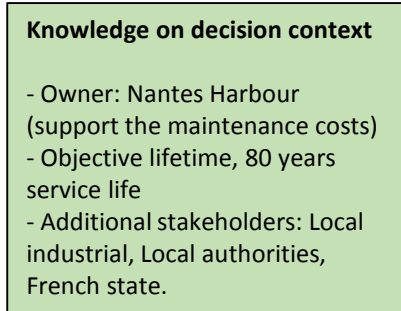 Knowledge on decision context
- Owner: Nantes Harbour
(support the maintenance costs)
- Objective lifetime, 80 years
service life
- Additional stakeholders: Local
industrial, Local authorities,
French state.